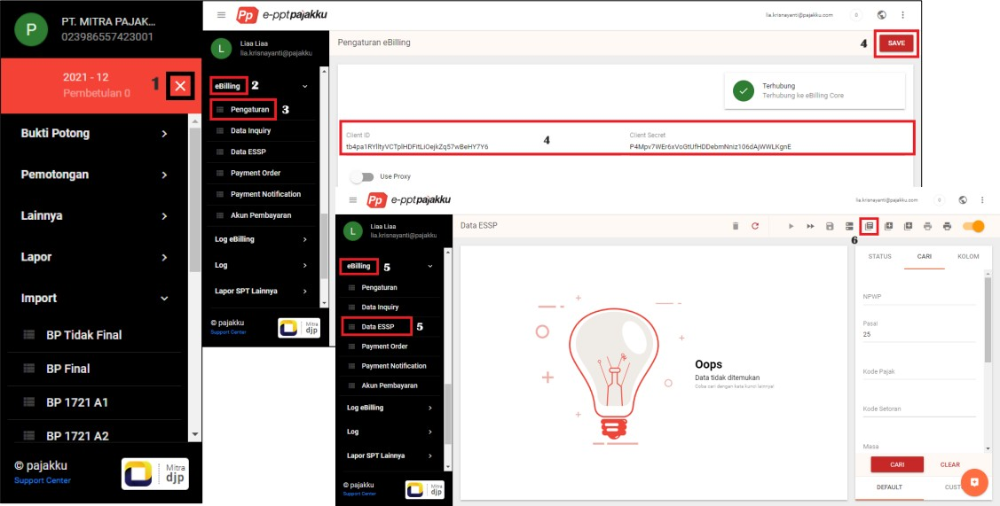 P
PT. MITRA PAJAK...
023986557423001
2021 - 12
Pembetulan 0
1
Bukti Potong
Pemotongan
Lainnya
Lapor
Import
BP Tidak Final
BP Final
BP 1721 A1
BP 1721 A2
© pajakku
Support Center
Mitra
djp
Pp e-pptpajakku
lia.krisnayanti@pajakku.com
0
L
Liaa Liaa
lia.krisnayanti@pajakku
eBilling
2
Pengaturan
3
Data Inquiry
Data ESSP
Payment Order
Payment Notification
Akun Pembayaran
Log eBilling
Log
Lapor SPT Lainnya
© pajakku
Support Center
Mitra
djp
Pengaturan eBilling
4
SAVE
Terhubung
Terhubung ke eBilling Core
Client ID
tb4pa1RYlltyVCTplHDFitLiOejkZq57wBeHY7Y6
4
Client Secret
P4Mpv7WEr6xVoGtUfHDDebmNniz106dAjWWLKgnE
Use Proxy
Pp e-pptpajakku
lia.krisnayanti@pajakku.com
0
L
Liaa Liaa
lia.krisnayanti@pajakku
eBilling
5
Pengaturan
Data Inquiry
Data ESSP
5
Payment Order
Payment Notification
Akun Pembayaran
Log eBilling
Log
Lapor SPT Lainnya
© pajakku
Support Center
Mitra
djp
Data ESSP
6
Oops
Data tidak ditemukan
Coba cari dengan kata kunci lainnya!
STATUS
CARI
KOLOM
NPWP
Pasal
25
Kode Pajak
Kode Setoran
Masa
CARI
CLEAR
DEFAULT
CUST